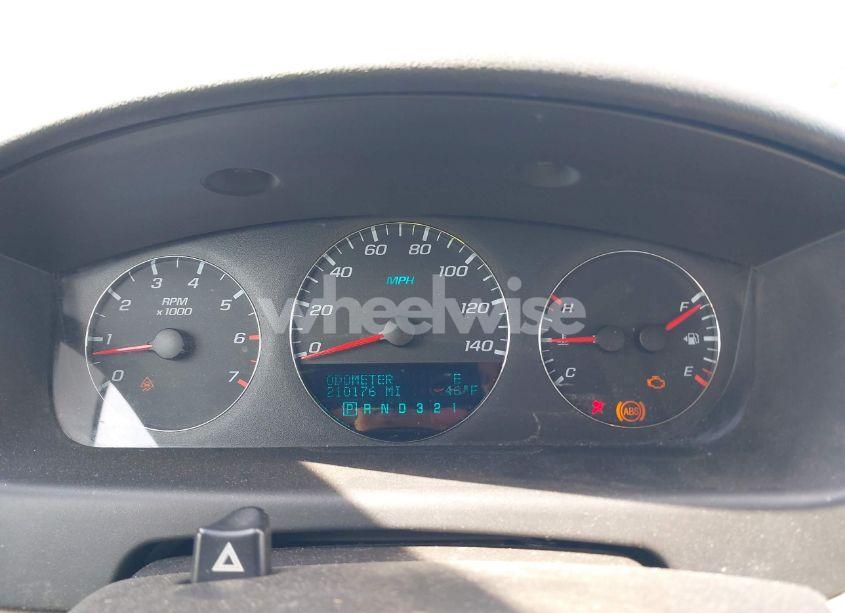 0 1 2 3 4 5 6 7
RPM
x1000
0 20 40 60 80 100 120 140
MPH
ODOMETER E
210176 MI -46°F
P R N D 3 2 1
H
C
F
E
ABS
wheelwise